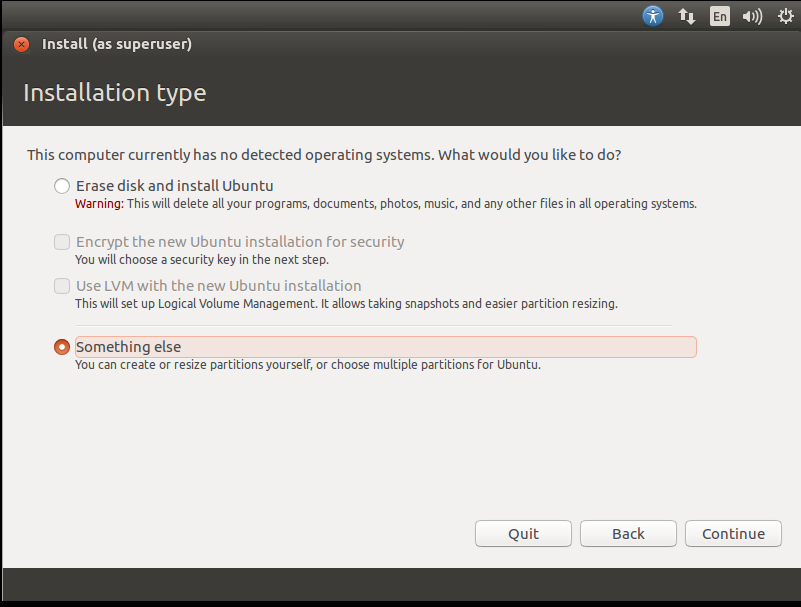 En
Install (as superuser)
Installation type
This computer currently has no detected operating systems. What would you like to do?
Erase disk and install Ubuntu
Warning: This will delete all your programs, documents, photos, music, and any other files in all operating systems.
Encrypt the new Ubuntu installation for security
You will choose a security key in the next step.
Use LVM with the new Ubuntu installation
This will set up Logical Volume Management. It allows taking snapshots and easier partition resizing.
Something else
You can create or resize partitions yourself, or choose multiple partitions for Ubuntu.
Quit Back Continue